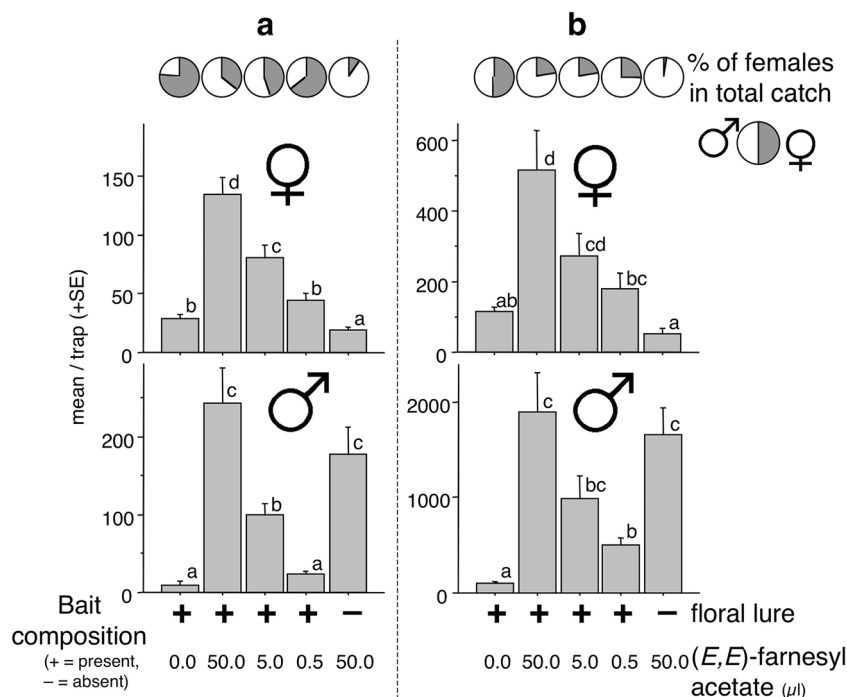 a
b
% of females
in total catch
mean / trap (+SE)
150
100
50
0
b
d
c
b
a
600
400
200
0
ab
d
cd
bc
a
200
100
0
a
c
b
a
c
2000
1000
0
a
c
bc
b
c
Bait
composition
(+ = present,
– = absent)
+ + + + –
+ + + + – floral lure
0.0 50.0 5.0 0.5 50.0
0.0 50.0 5.0 0.5 50.0 (E,E)-farnesyl
acetate (µl)